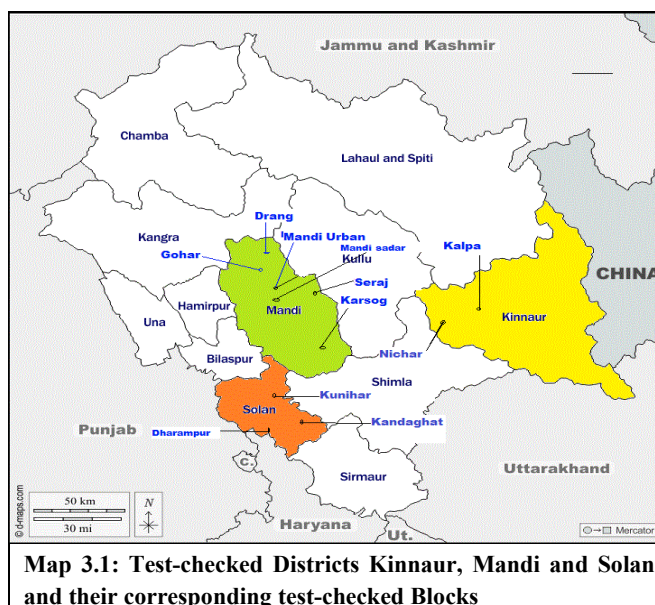 Jammu and Kashmir
Chamba
Lahaul and Spiti
Drang
Kangra
Mandi Urban
Mandi sadar
Kullu
Gohar
Kalpa
CHINA
Seraj
Hamirpur
Karsog
Una
Mandi
Kinnaur
Bilaspur
Nichar
Shimla
Kunihar
Solan
Punjab
Kandaghat
Dharampur
C.
Uttarakhand
Sirmaur
50 km
30 mi
N
© d-maps.com
Haryana
Ut.
Mercator
Map 3.1: Test-checked Districts Kinnaur, Mandi and Solan
and their corresponding test-checked Blocks